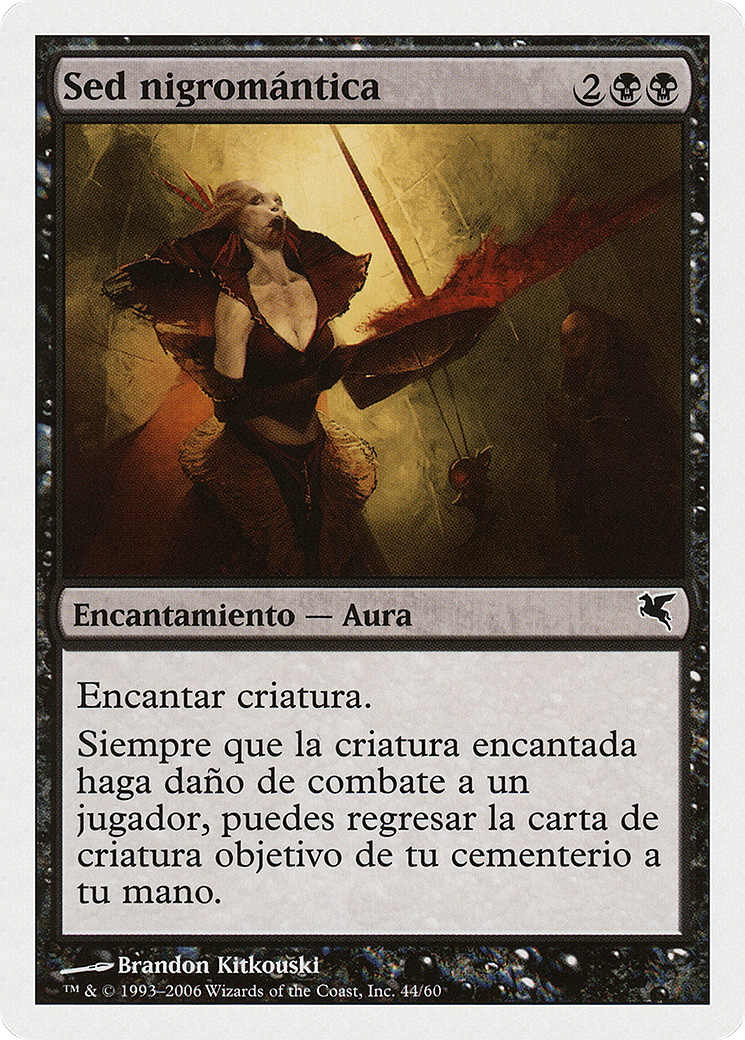 Sed nigromántica
2
Encantamiento — Aura
Encantar criatura.
Siempre que la criatura encantada
haga daño de combate a un
jugador, puedes regresar la carta de
criatura objetivo de tu cementerio a
tu mano.
Brandon Kitkouski
™ & © 1993–2006 Wizards of the Coast, Inc. 44/60